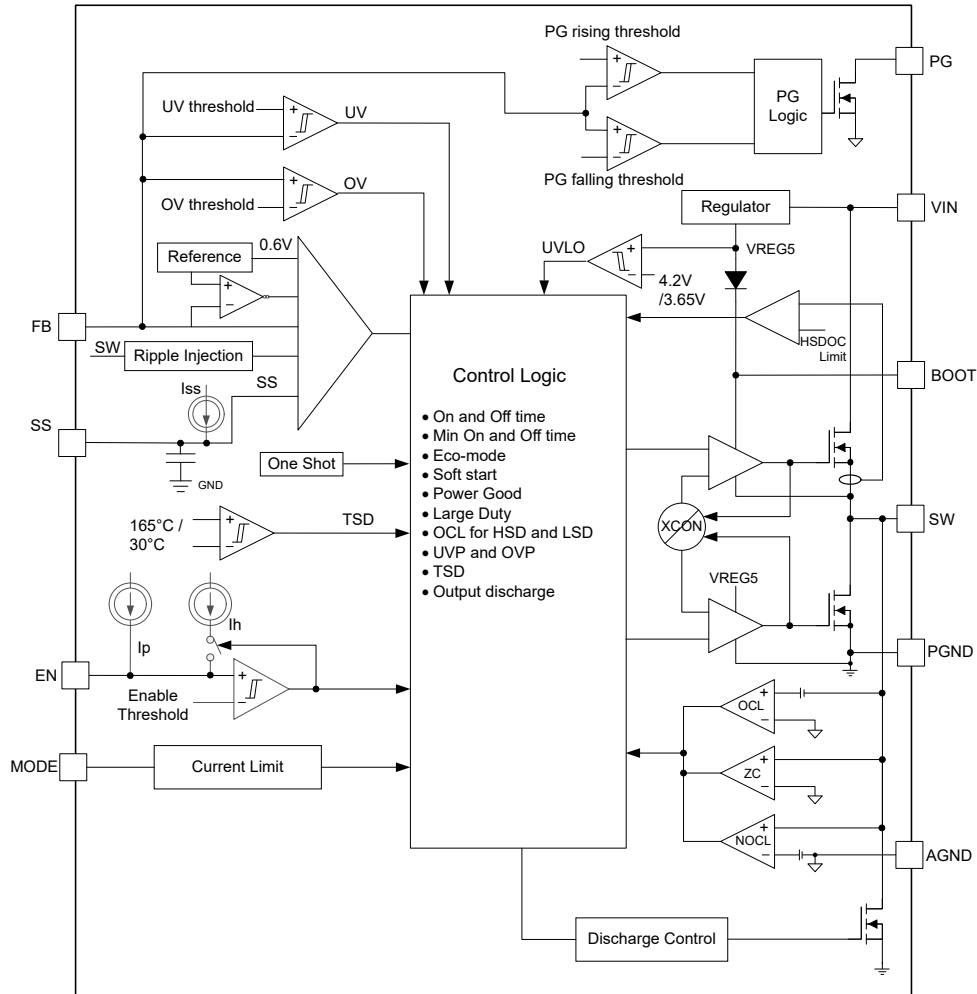 PG rising threshold
PG
PG
Logic
UV threshold
UV
PG falling threshold
OV
OV threshold
Regulator
VIN
0.6V
Reference
UVLO
VREG5
4.2V
/3.65V
FB
SW
Ripple Injection
HSDOC
Limit
BOOT
Iss
SS
SS
GND
One Shot
Control Logic
• On and Off time
• Min On and Off time
• Eco-mode
• Soft start
• Power Good
• Large Duty
• OCL for HSD and LSD
• UVP and OVP
• TSD
• Output discharge
165°C /
30°C
TSD
XCON
SW
VREG5
Ip
Ih
EN
Enable
Threshold
PGND
OCL
MODE
Current Limit
ZC
NOCL
AGND
Discharge Control
+
−
+
−
+
−
+
−
+
−
+
−
+
−
+
−
+
−
+
−
+
−